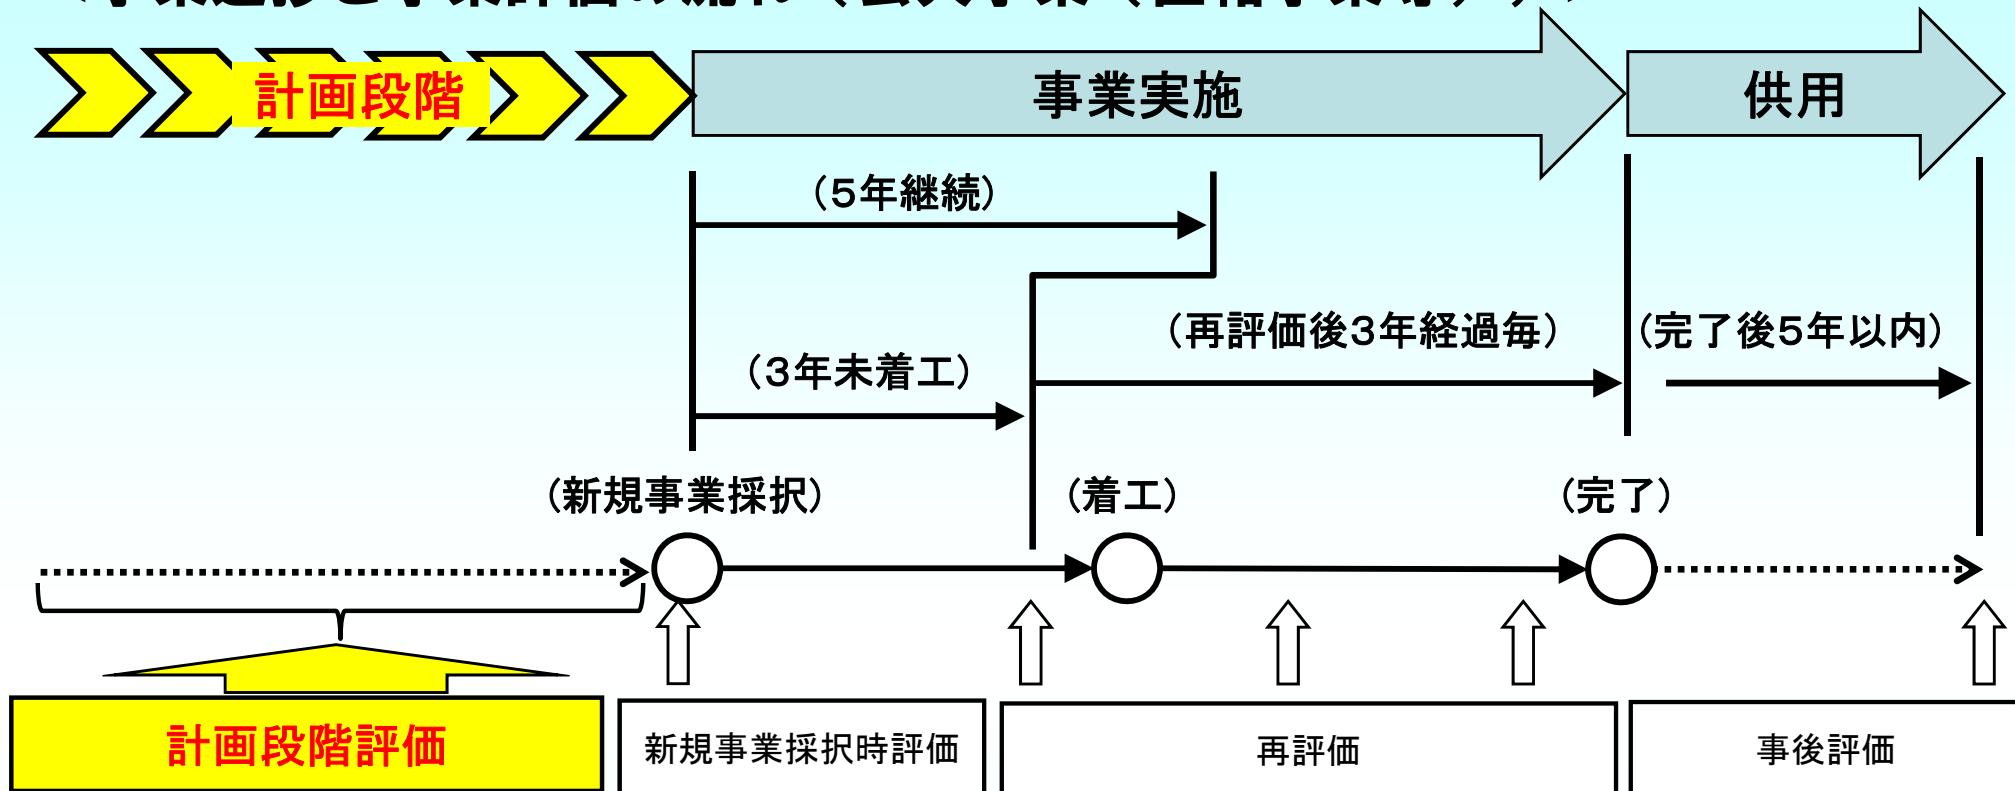 計画段階
事業実施
供用
（５年継続）
（再評価後３年経過毎）
（完了後５年以内）
（３年未着工）
（新規事業採択）
（着工）
（完了）
計画段階評価
新規事業採択時評価
再評価
事後評価